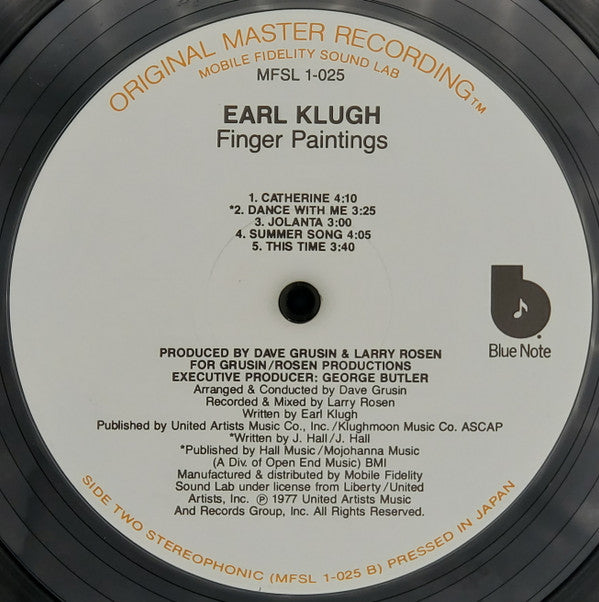 ORIGINAL MASTER RECORDING™
MOBILE FIDELITY SOUND LAB
MFSL 1-025
EARL KLUGH
Finger Paintings
1. CATHERINE 4:10
*2. DANCE WITH ME 3:25
3. JOLANTA 3:00
4. SUMMER SONG 4:05
5. THIS TIME 3:40
Blue Note
PRODUCED BY DAVE GRUSIN & LARRY ROSEN
FOR GRUSIN/ROSEN PRODUCTIONS
EXECUTIVE PRODUCER: GEORGE BUTLER
Arranged & Conducted by Dave Grusin
Recorded & Mixed by Larry Rosen
Written by Earl Klugh
Published by United Artists Music Co., Inc./Klughmoon Music Co. ASCAP
*Written by J. Hall/J. Hall
*Published by Hall Music/Mojohanna Music
(A Div. of Open End Music) BMI
Manufactured & distributed by Mobile Fidelity
Sound Lab under license from Liberty/United
Artists, Inc. ℗ 1977 United Artists Music
And Records Group, Inc. All Rights Reserved.
SIDE TWO STEREOPHONIC (MFSL 1-025 B) PRESSED IN JAPAN